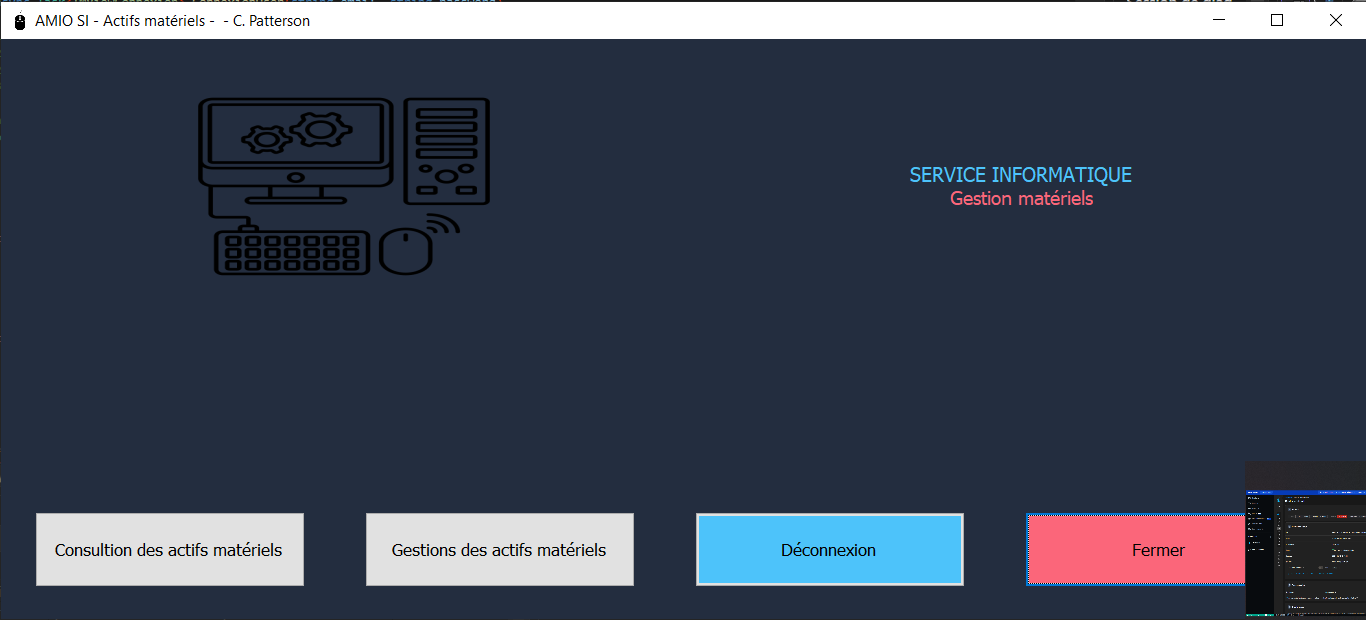 AMIO SI - Actifs matériels -  - C. Patterson
SERVICE INFORMATIQUE
Gestion matériels
Consultion des actifs matériels
Gestions des actifs matériels
Déconnexion
Fermer